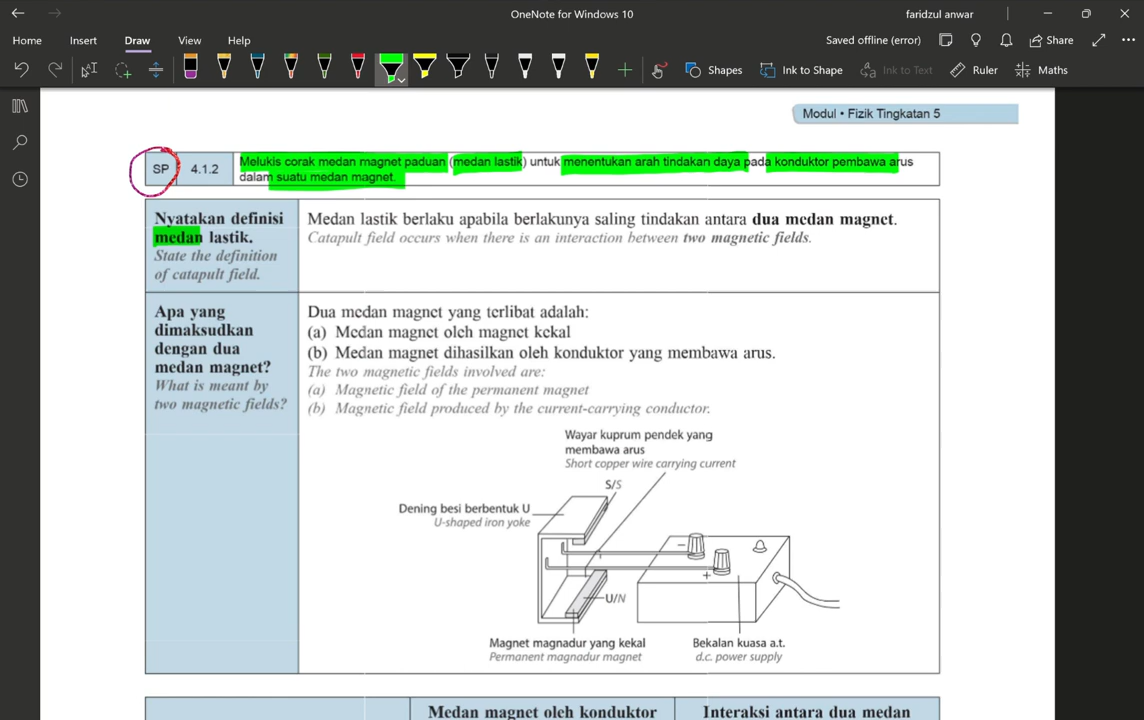 OneNote for Windows 10
faridzul anwar
Home Insert Draw View Help
Saved offline (error)
Share
Shapes
Ink to Shape
Ink to Text
Ruler
Maths
Modul • Fizik Tingkatan 5
SP 4.1.2
Melukis corak medan magnet paduan (medan lastik) untuk menentukan arah tindakan daya pada konduktor pembawa arus
dalam suatu medan magnet.
Nyatakan definisi
medan lastik.
State the definition
of catapult field.
Medan lastik berlaku apabila berlakunya saling tindakan antara dua medan magnet.
Catapult field occurs when there is an interaction between two magnetic fields.
Apa yang
dimaksudkan
dengan dua
medan magnet?
What is meant by
two magnetic fields?
Dua medan magnet yang terlibat adalah:
(a) Medan magnet oleh magnet kekal
(b) Medan magnet dihasilkan oleh konduktor yang membawa arus.
The two magnetic fields involved are:
(a) Magnetic field of the permanent magnet
(b) Magnetic field produced by the current-carrying conductor.
Wayar kuprum pendek yang
membawa arus
Short copper wire carrying current
S/S
Dening besi berbentuk U
U-shaped iron yoke
−
+
U/N
Magnet magnadur yang kekal
Permanent magnadur magnet
Bekalan kuasa a.t.
d.c. power supply
Medan magnet oleh konduktor
Interaksi antara dua medan